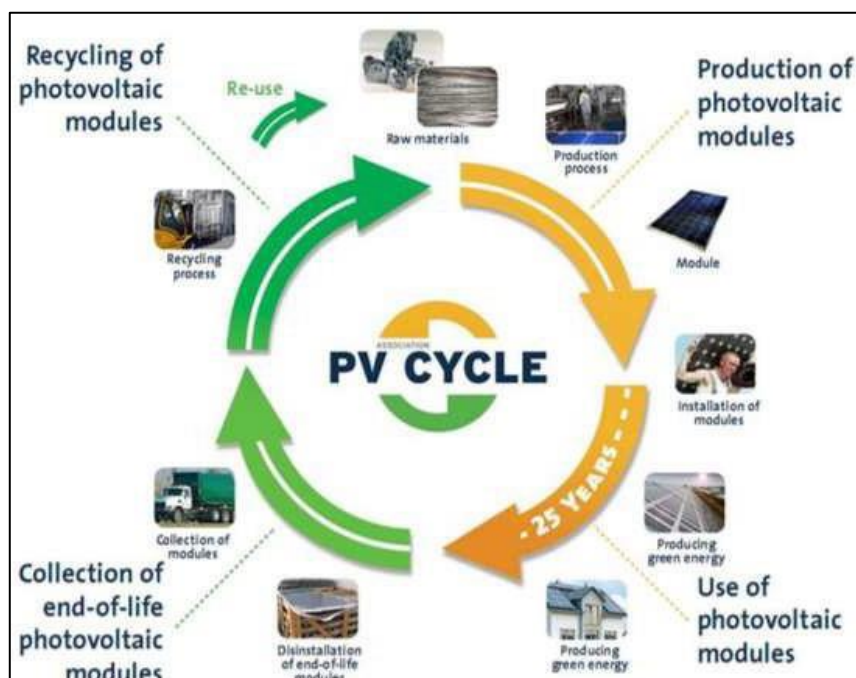 Recycling of
photovoltaic
modules
Re-use
Raw materials
Production of
photovoltaic
modules
Production
process
Module
Installation of
modules
- 25 YEARS - - - -
Producing
green energy
Use of
photovoltaic
modules
Producing
green energy
Disinstallation
of end-of-life
modules
Collection of
end-of-life
photovoltaic
modules
Collection of
modules
Recycling
process
ASSOCIATION
PV CYCLE